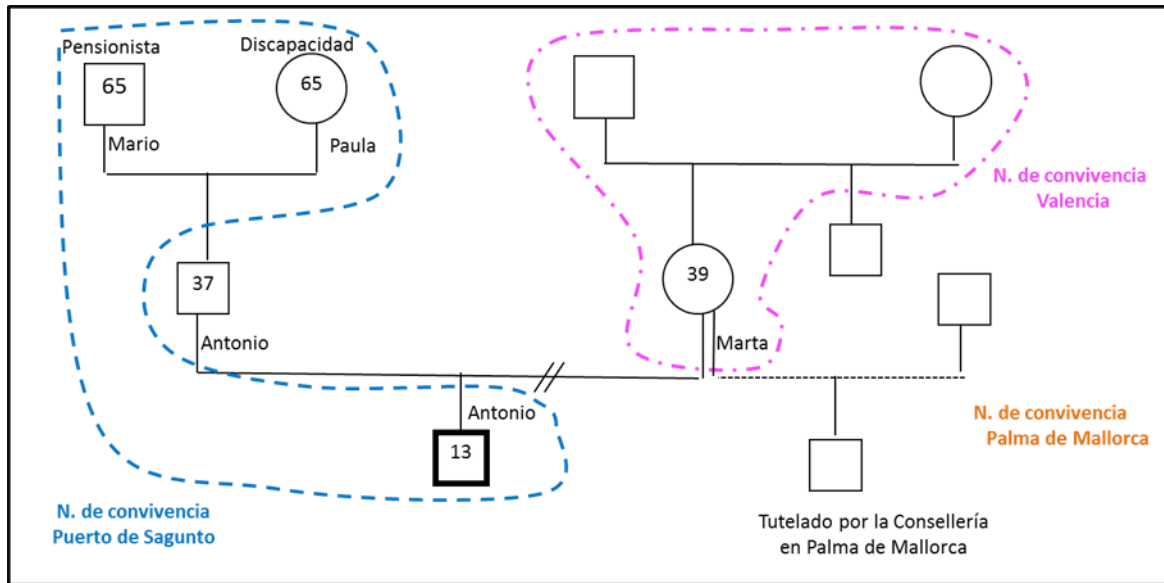 Pensionista
Discapacidad
65
65
Mario
Paula
N. de convivencia
Valencia
37
39
Antonio
Marta
Antonio
13
N. de convivencia
Palma de Mallorca
N. de convivencia
Puerto de Sagunto
Tutelado por la Consellería
en Palma de Mallorca